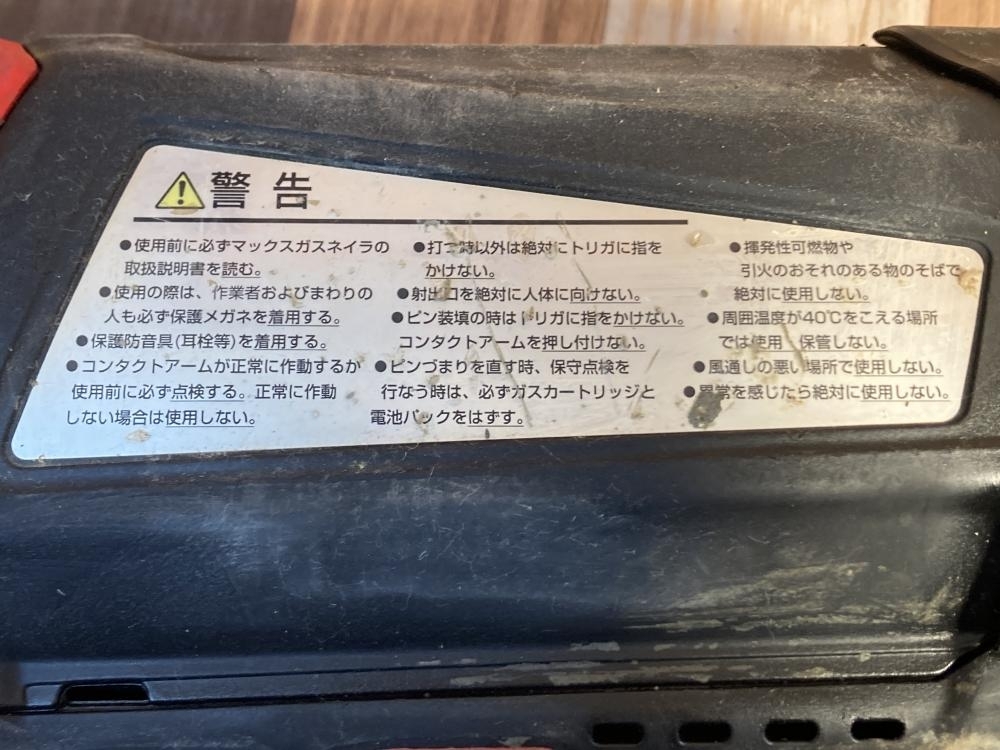 警告
●使用前に必ずマックスガスネイラの
取扱説明書を読む。
●使用の際は、作業者およびまわりの
人も必ず保護メガネを着用する。
●保護防音具(耳栓等)を着用する。
●コンタクトアームが正常に作動するか
使用前に必ず点検する。正常に作動
しない場合は使用しない。
●打つ時以外は絶対にトリガに指を
かけない。
●射出口を絶対に人体に向けない。
●ピン装填の時はトリガに指をかけない。
コンタクトアームを押し付けない。
●ピンづまりを直す時、保守点検を
行なう時は、必ずガスカートリッジと
電池パックをはずす。
●揮発性可燃物や
引火のおそれのある物のそばで
絶対に使用しない。
●周囲温度が40℃をこえる場所
では使用 保管しない。
●風通しの悪い場所で使用しない。
●異常を感じたら絶対に使用しない。